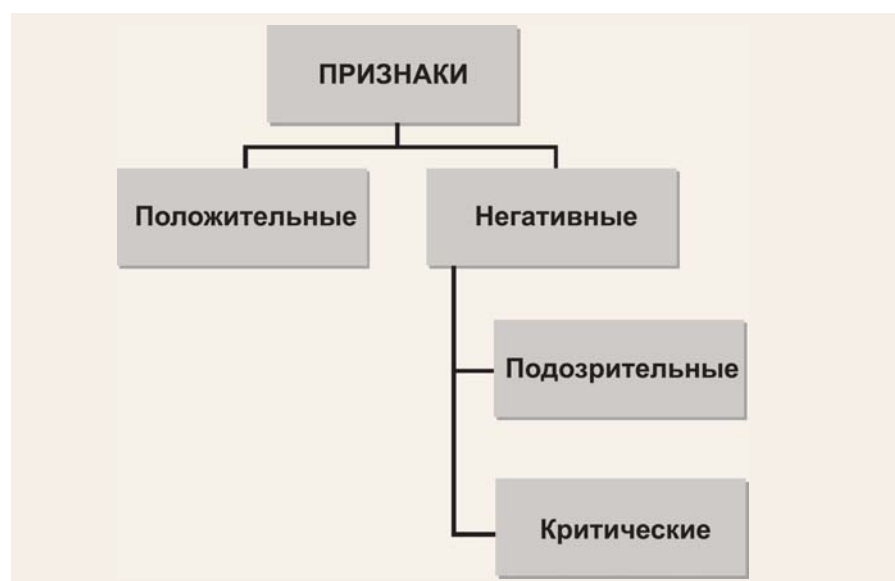 ПРИЗНАКИ
Положительные
Негативные
Подозрительные
Критические